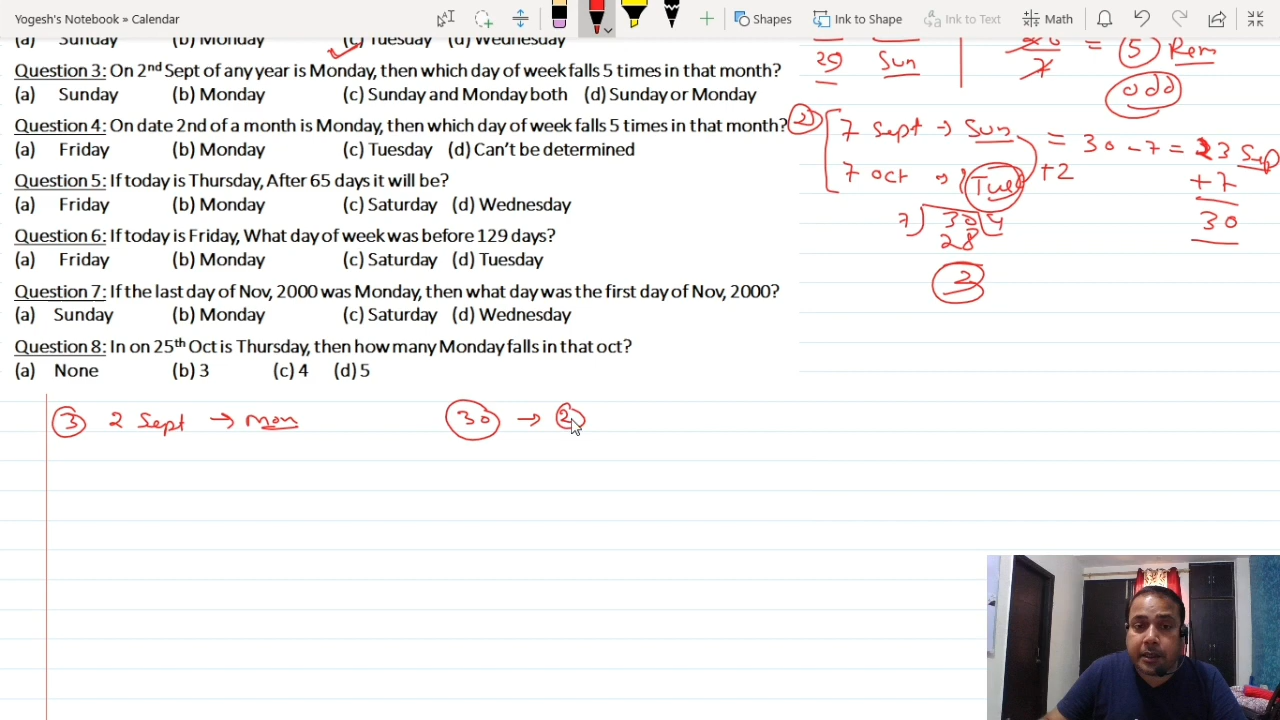 Yogesh's Notebook » Calendar
Shapes
Ink to Shape
Ink to Text
Math
(a) Sunday (b) Monday (c) Tuesday (d) Wednesday
Question 3: On 2nd Sept of any year is Monday, then which day of week falls 5 times in that month?
(a) Sunday (b) Monday (c) Sunday and Monday both (d) Sunday or Monday
Question 4: On date 2nd of a month is Monday, then which day of week falls 5 times in that month?
(a) Friday (b) Monday (c) Tuesday (d) Can't be determined
Question 5: If today is Thursday, After 65 days it will be?
(a) Friday (b) Monday (c) Saturday (d) Wednesday
Question 6: If today is Friday, What day of week was before 129 days?
(a) Friday (b) Monday (c) Saturday (d) Tuesday
Question 7: If the last day of Nov, 2000 was Monday, then what day was the first day of Nov, 2000?
(a) Sunday (b) Monday (c) Saturday (d) Wednesday
Question 8: In on 25th Oct is Thursday, then how many Monday falls in that oct?
(a) None (b) 3 (c) 4 (d) 5
29 Sun
7 = 5 Rem
odd
2 7 Sept → Sun = 30 - 7 = 23 Sep
7 oct → Tue +2 +7
7 ) 30 ( 4 30
28
2
3 2 Sept → Mon 30 → 2